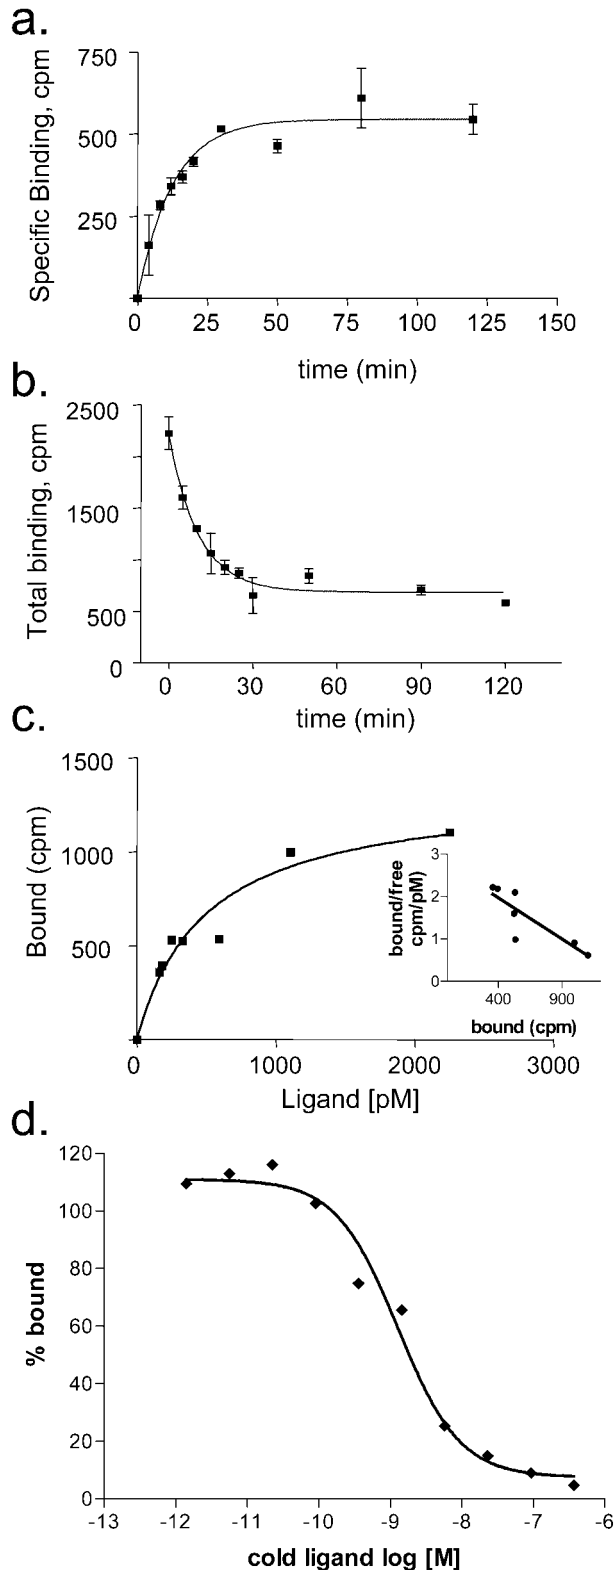 a.
Specific Binding, cpm
750
500
250
0 25 50 75 100 125 150
time (min)
b.
Total binding, cpm
2500
1500
500
0
0 30 60 90 120
time (min)
c.
Bound (cpm)
1500
1000
500
0
0 1000 2000 3000
Ligand [pM]
bound/free
cpm/pM)
3
2
1
0
400 900
bound (cpm)
d.
% bound
120
100
80
60
40
20
0
-13 -12 -11 -10 -9 -8 -7 -6
cold ligand log [M]